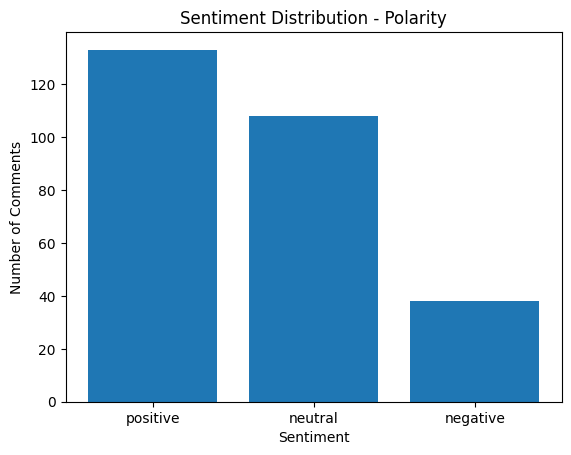 Sentiment Distribution - Polarity
Number of Comments
120
100
80
60
40
20
0
positive neutral negative
Sentiment